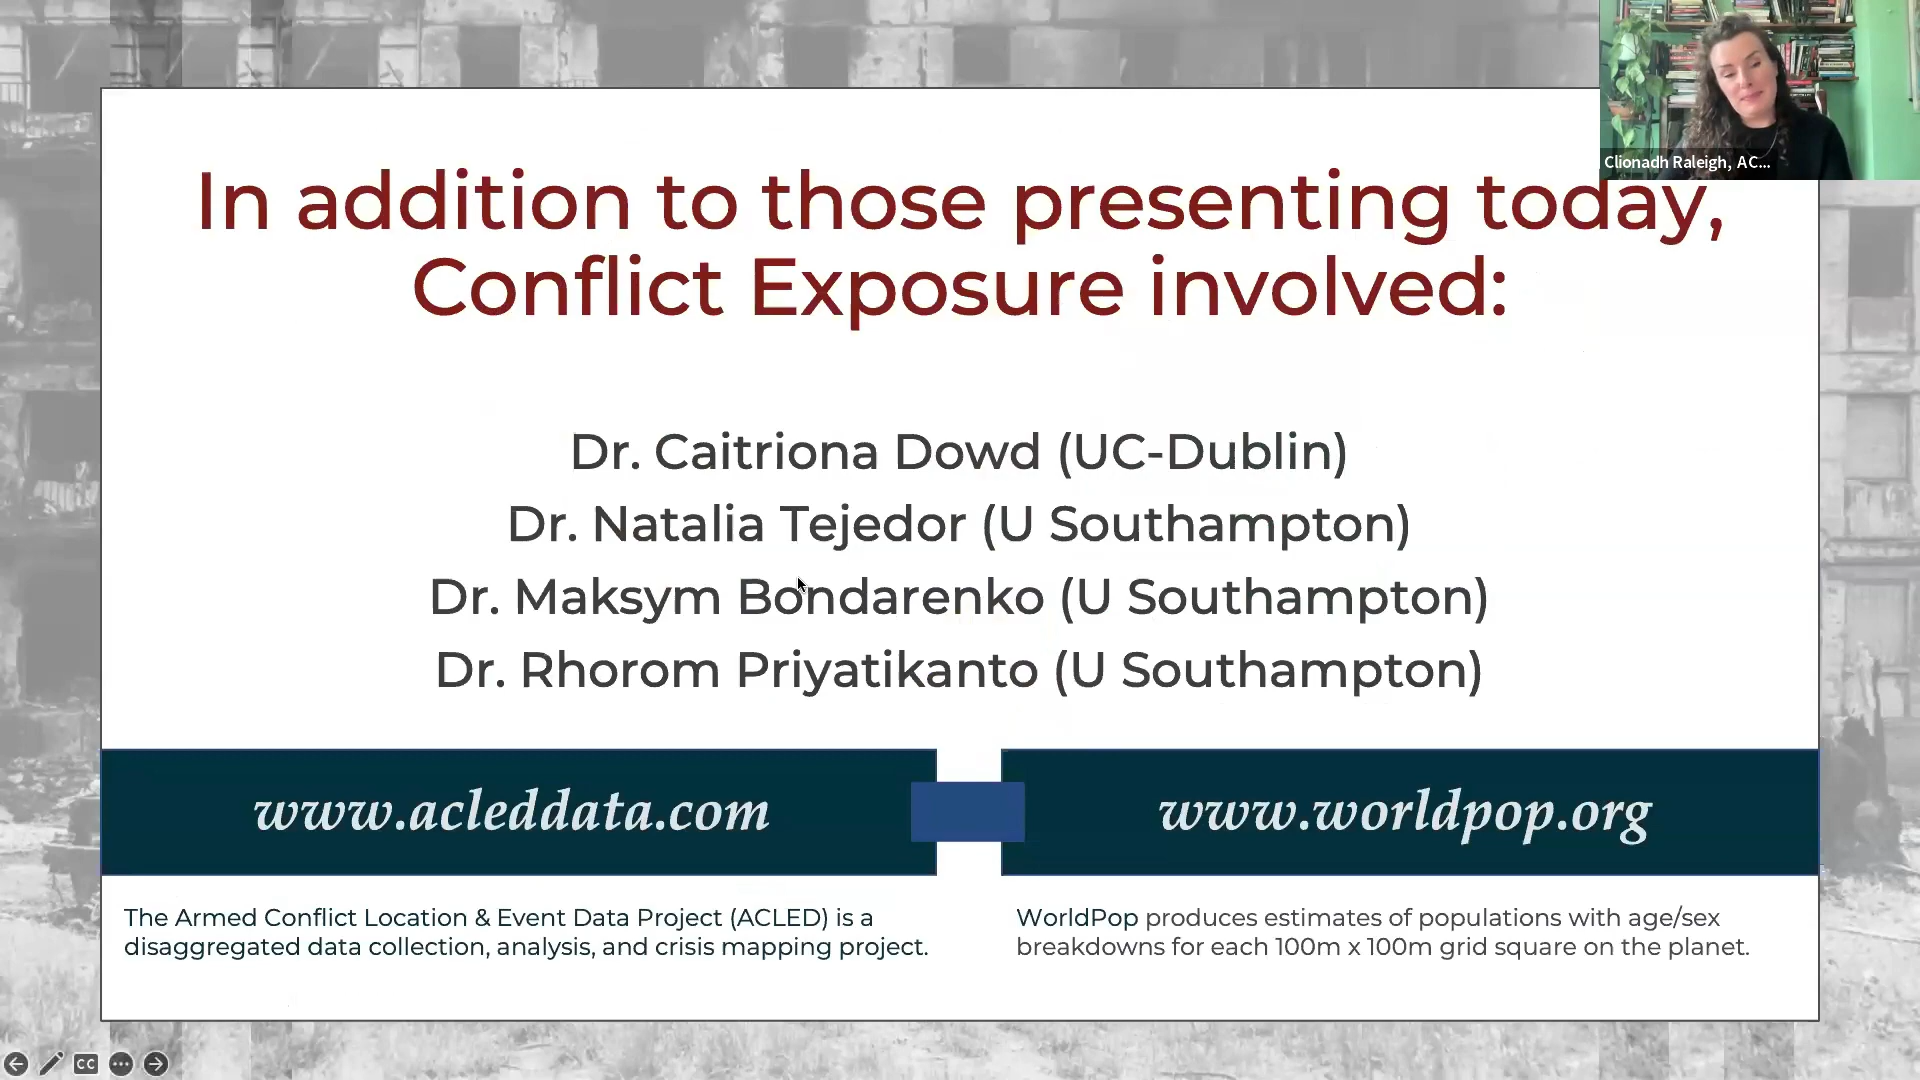 Clionadh Raleigh, AC...
In addition to those presenting today,
Conflict Exposure involved:
Dr. Caitriona Dowd (UC-Dublin)
Dr. Natalia Tejedor (U Southampton)
Dr. Maksym Bondarenko (U Southampton)
Dr. Rhorom Priyatikanto (U Southampton)
www.acleddata.com
www.worldpop.org
The Armed Conflict Location & Event Data Project (ACLED) is a
disaggregated data collection, analysis, and crisis mapping project.
WorldPop produces estimates of populations with age/sex
breakdowns for each 100m x 100m grid square on the planet.
CC